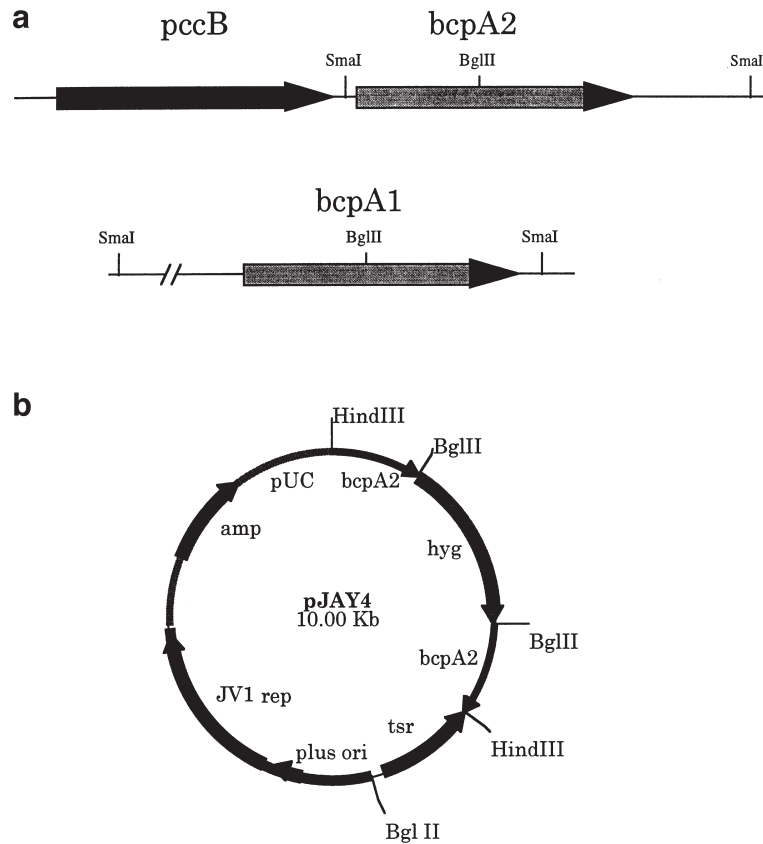 a
pccB bcpA2
SmaI BglII SmaI
bcpA1
SmaI BglII SmaI
b
HindIII
BglII
pUC bcpA2
amp
hyg
pJAY4
10.00 Kb
BglII
bcpA2
JV1 rep
tsr
plus ori
HindIII
Bgl II